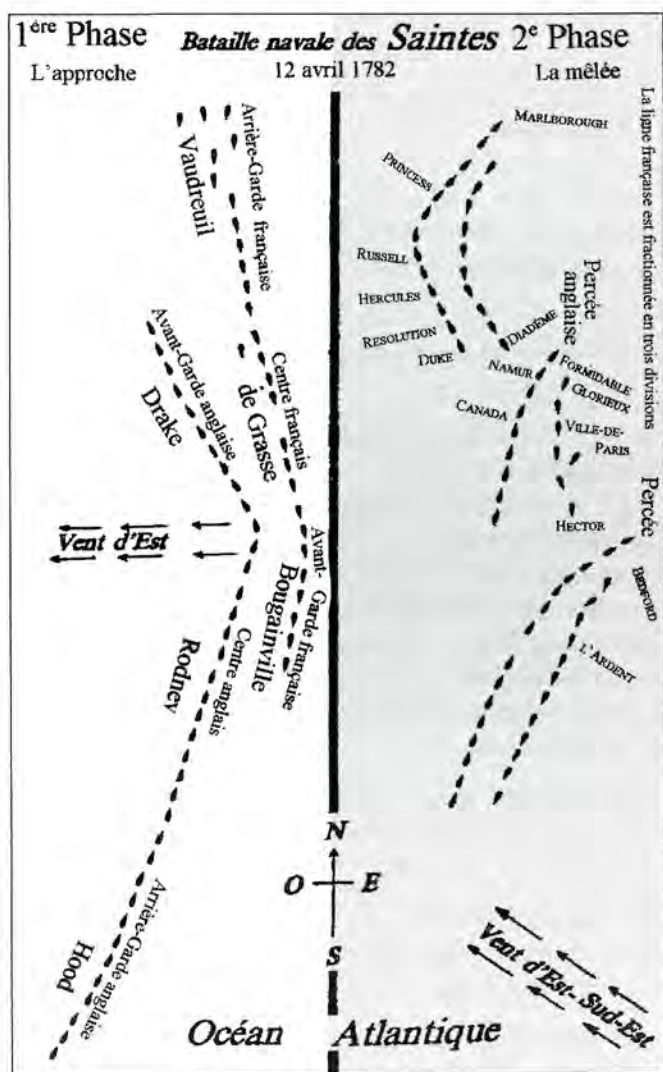 1ère Phase
Bataille navale des Saintes
2e Phase
L'approche
12 avril 1782
La mêlée
Vaudreuil
Arrière-Garde française
Avant-Garde anglaise
Drake
de Grasse
Centre français
Vent d'Est
Avant-Garde française
Bougainville
Rodney
Centre anglais
Hood
Arrière-Garde anglaise
MARLBOROUGH
PRINCESS
RUSSELL
HERCULES
RESOLUTION
DUKE
DIADÈME
Percée
anglaise
NAMUR
FORMIDABLE
GLORIEUX
CANADA
VILLE-DE-
PARIS
HECTOR
Percée
BEDFORD
L'ARDENT
La ligne française est fractionnée en trois divisions
N
O
E
S
Vent d'Est-Sud-Est
Océan Atlantique